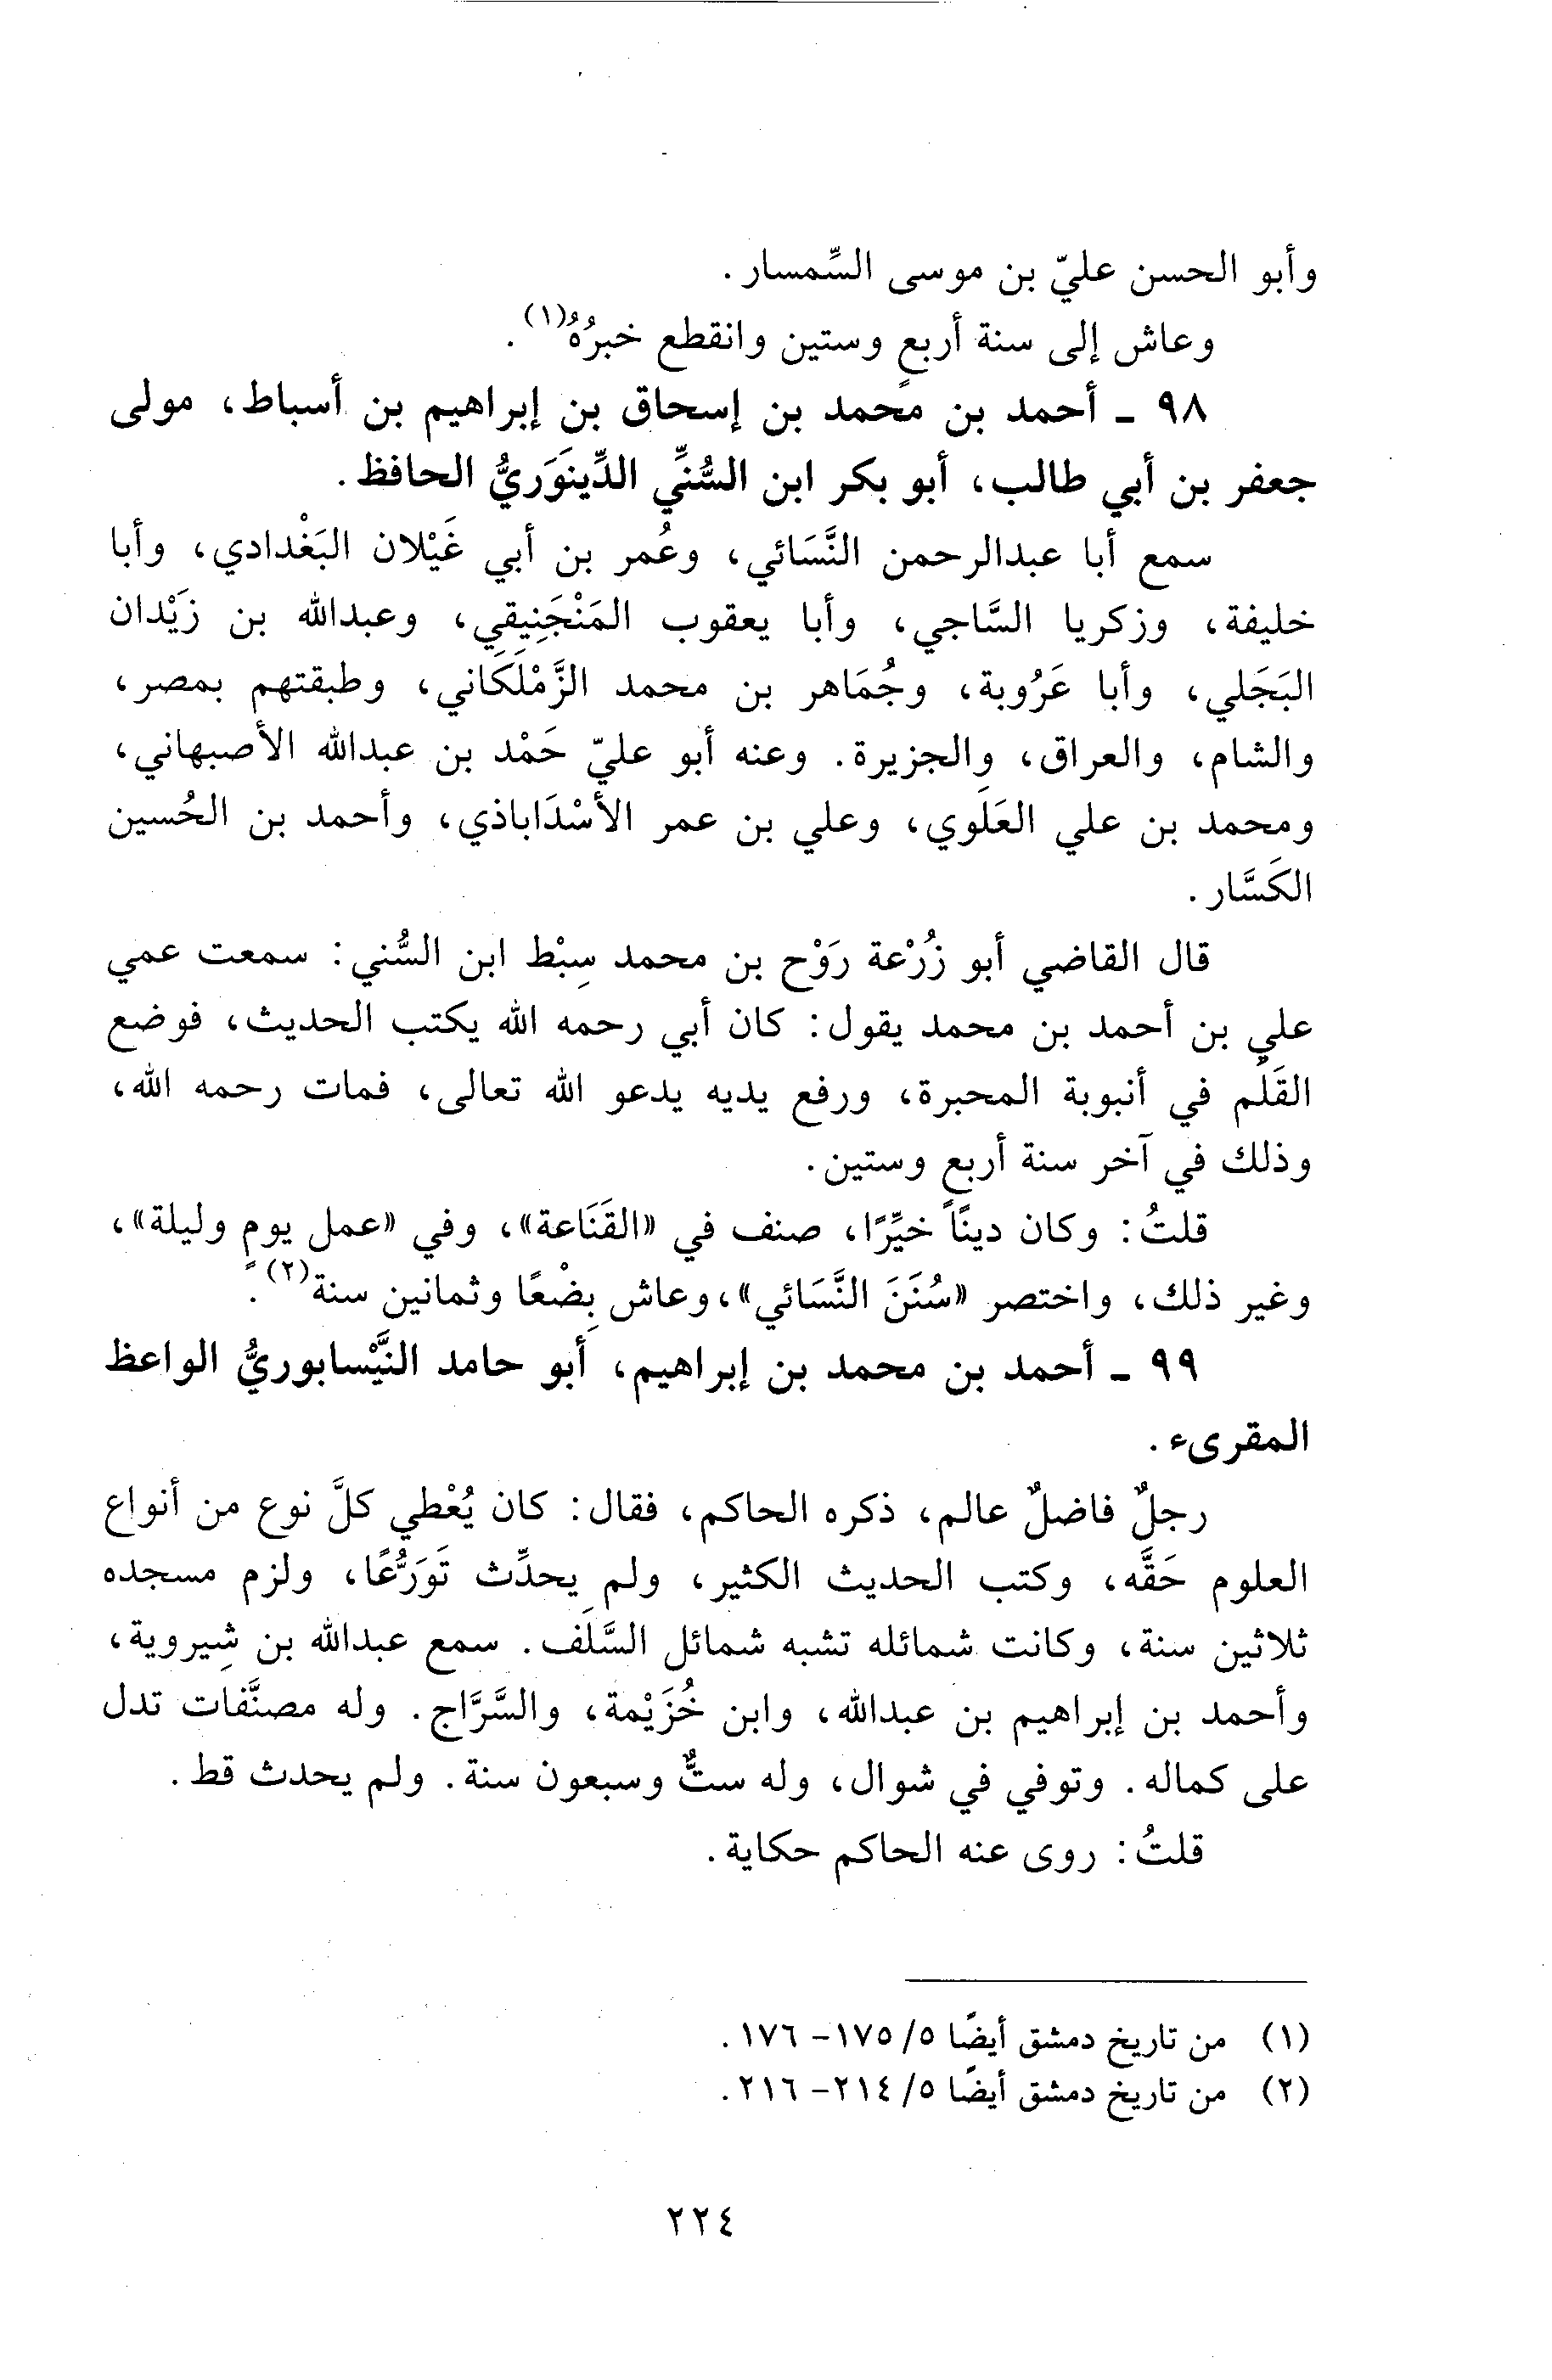 وأبو الحسن عليّ بن موسى السِّمسار.
وعاش إلى سنة أربعٍ وستين وانقطع خبرُهُ(١).
٩٨ ـ أحمد بن محمد بن إسحاق بن إبراهيم بن أسباط، مولى
جعفر بن أبي طالب، أبو بكر ابن السُّنِّي الدِّينَوَريُّ الحافظ.
سمع أبا عبدالرحمن النَّسَائي، وعُمر بن أبي غَيْلان البَغْدادي، وأبا
خليفة، وزكريا السَّاجي، وأبا يعقوب المَنْجَنِيقي، وعبدالله بن زَيْدان
البَجَلي، وأبا عَرُوبة، وجُمَاهر بن محمد الزَّمْلَكَاني، وطبقتهم بمصر،
والشام، والعراق، والجزيرة. وعنه أبو عليّ حَمْد بن عبدالله الأصبهاني،
ومحمد بن علي العَلَوي، وعلي بن عمر الأسْدَاباذي، وأحمد بن الحُسين
الكَسَّار.
قال القاضي أبو زُرْعة رَوْح بن محمد سِبْط ابن السُّني: سمعت عمي
علي بن أحمد بن محمد يقول: كان أبي رحمه الله يكتب الحديث، فوضع
القَلَم في أنبوبة المحبرة، ورفع يديه يدعو الله تعالى، فمات رحمه الله،
وذلك في آخر سنة أربعٍ وستين.
قلتُ: وكان دينًا خيِّرًا، صنف في «القَنَاعة»، وفي «عمل يومٍ وليلة»،
وغير ذلك، واختصر «سُنَنَ النَّسَائي»، وعاش بِضْعًا وثمانين سنة(٢).
٩٩ ـ أحمد بن محمد بن إبراهيم، أبو حامد النَّيْسابوريُّ الواعظ
المقرىء.
رجلٌ فاضلٌ عالم، ذكره الحاكم، فقال: كان يُعْطي كلَّ نوع من أنواع
العلوم حَقَّه، وكتب الحديث الكثير، ولم يحدِّث تَوَرُّعًا، ولزم مسجده
ثلاثين سنة، وكانت شمائله تشبه شمائل السَّلَف. سمع عبدالله بن شِيروية،
وأحمد بن إبراهيم بن عبدالله، وابن خُزَيْمة، والسَّرَّاج. وله مصنَّفات تدل
على كماله. وتوفي في شوال، وله ستٌّ وسبعون سنة. ولم يحدث قط.
قلتُ: روى عنه الحاكم حكاية.
(١) من تاريخ دمشق أيضًا ٥/ ١٧٥- ١٧٦.
(٢) من تاريخ دمشق أيضًا ٥/ ٢١٤- ٢١٦.
٢٢٤